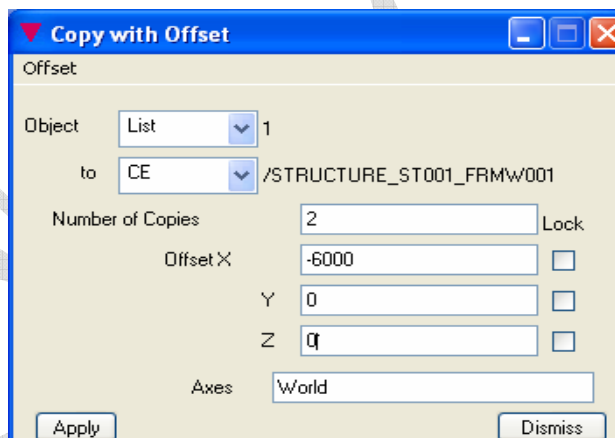 Copy with Offset
Offset
Object List 1
to CE /STRUCTURE_ST001_FRMW001
Number of Copies 2 Lock
Offset X -6000
Y 0
Z 0
Axes World
Apply Dismiss